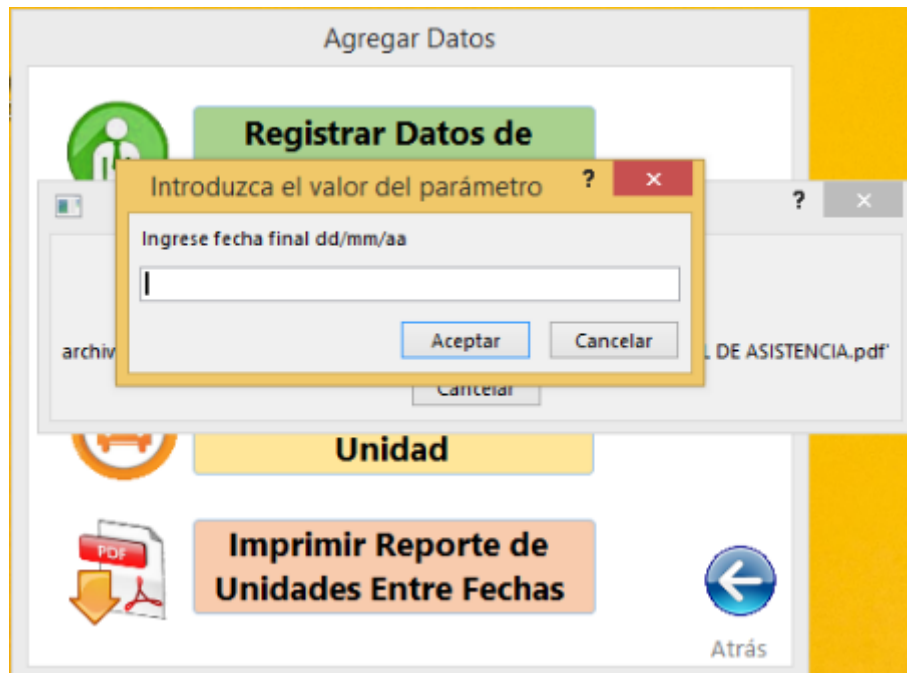 Agregar Datos
Registrar Datos de
Introduzca el valor del parámetro ? ×
? ×
Ingrese fecha final dd/mm/aa
Aceptar Cancelar
archiv L DE ASISTENCIA.pdf'
Cancelar
Unidad
PDF
Imprimir Reporte de
Unidades Entre Fechas
Atrás